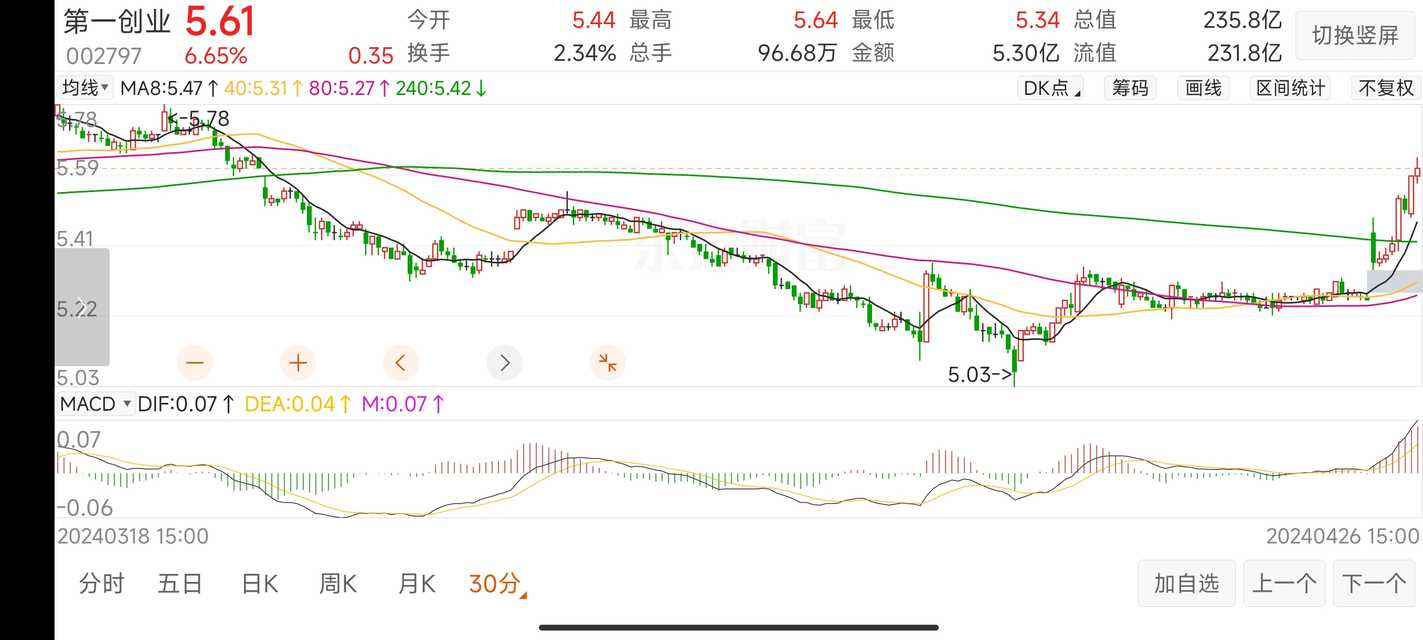 第一创业 5.61 今开 5.44 最高 5.64 最低 5.34 总值 235.8亿 切换竖屏
002797 6.65% 0.35 换手 2.34% 总手 96.68万 金额 5.30亿 流值 231.8亿
均线 MA8:5.47↑ 40:5.31↑ 80:5.27↑ 240:5.42↓ DK点 筹码 画线 区间统计 不复权
5.78 <-5.78
5.59
5.41
5.22
5.03 5.03->
MACD DIF:0.07↑ DEA:0.04↑ M:0.07↑
0.07
-0.06
20240318 15:00 20240426 15:00
分时 五日 日K 周K 月K 30分 加自选 上一个 下一个